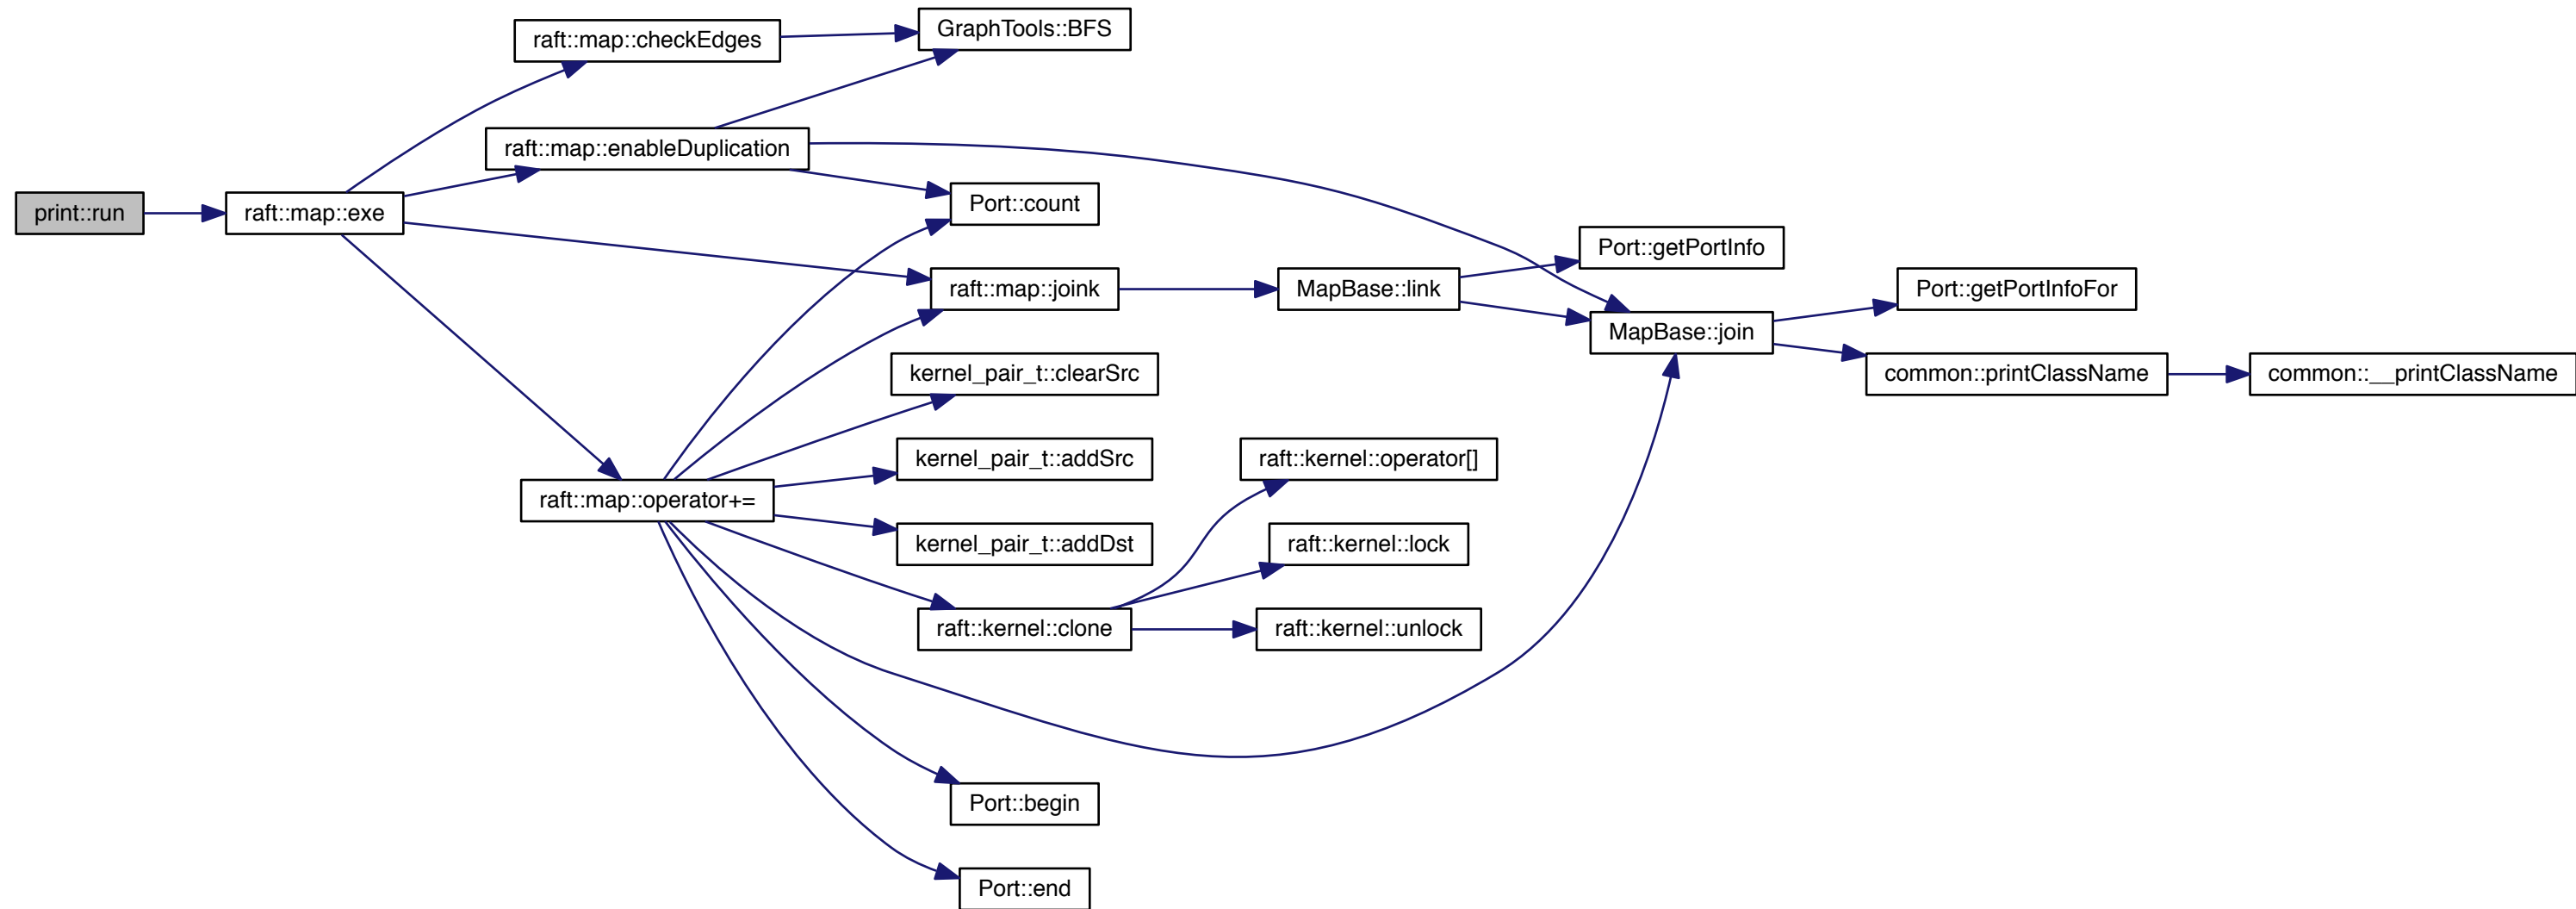 print::run
raft::map::exe
raft::map::checkEdges
raft::map::enableDuplication
raft::map::operator+=
GraphTools::BFS
Port::count
raft::map::joink
kernel_pair_t::clearSrc
kernel_pair_t::addSrc
kernel_pair_t::addDst
raft::kernel::clone
Port::begin
Port::end
MapBase::link
raft::kernel::operator[]
raft::kernel::lock
raft::kernel::unlock
Port::getPortInfo
MapBase::join
Port::getPortInfoFor
common::printClassName
common::__printClassName